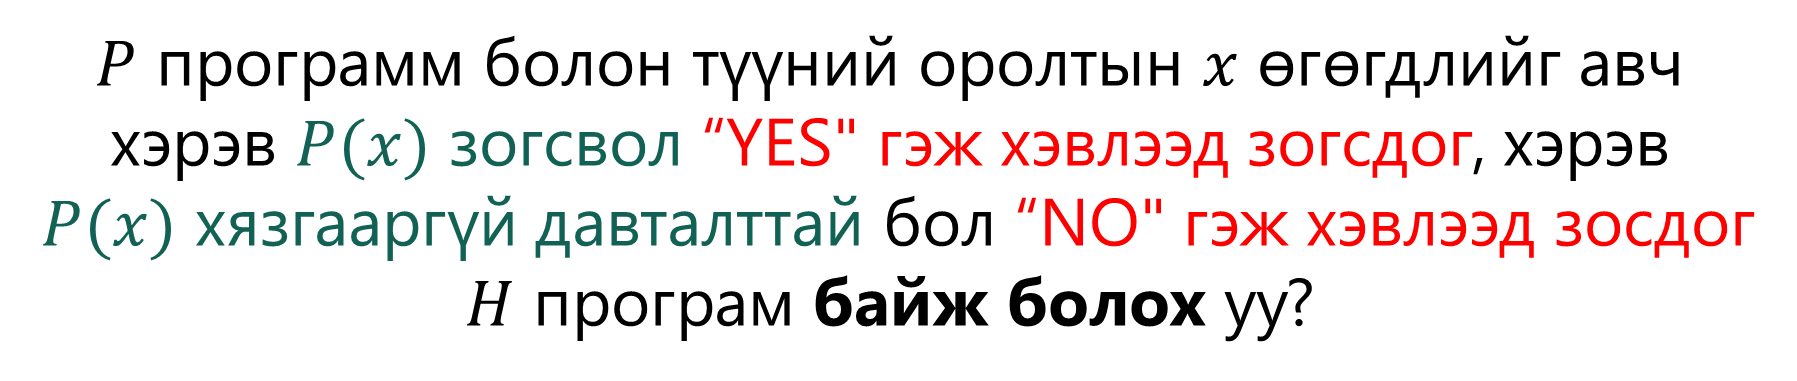 P программ болон түүний оролтын x өгөгдлийг авч
хэрэв P(x) зогсвол “YES" гэж хэвлээд зогсдог, хэрэв
P(x) хязгааргүй давталттай бол “NO" гэж хэвлээд зосдог
H програм байж болох уу?